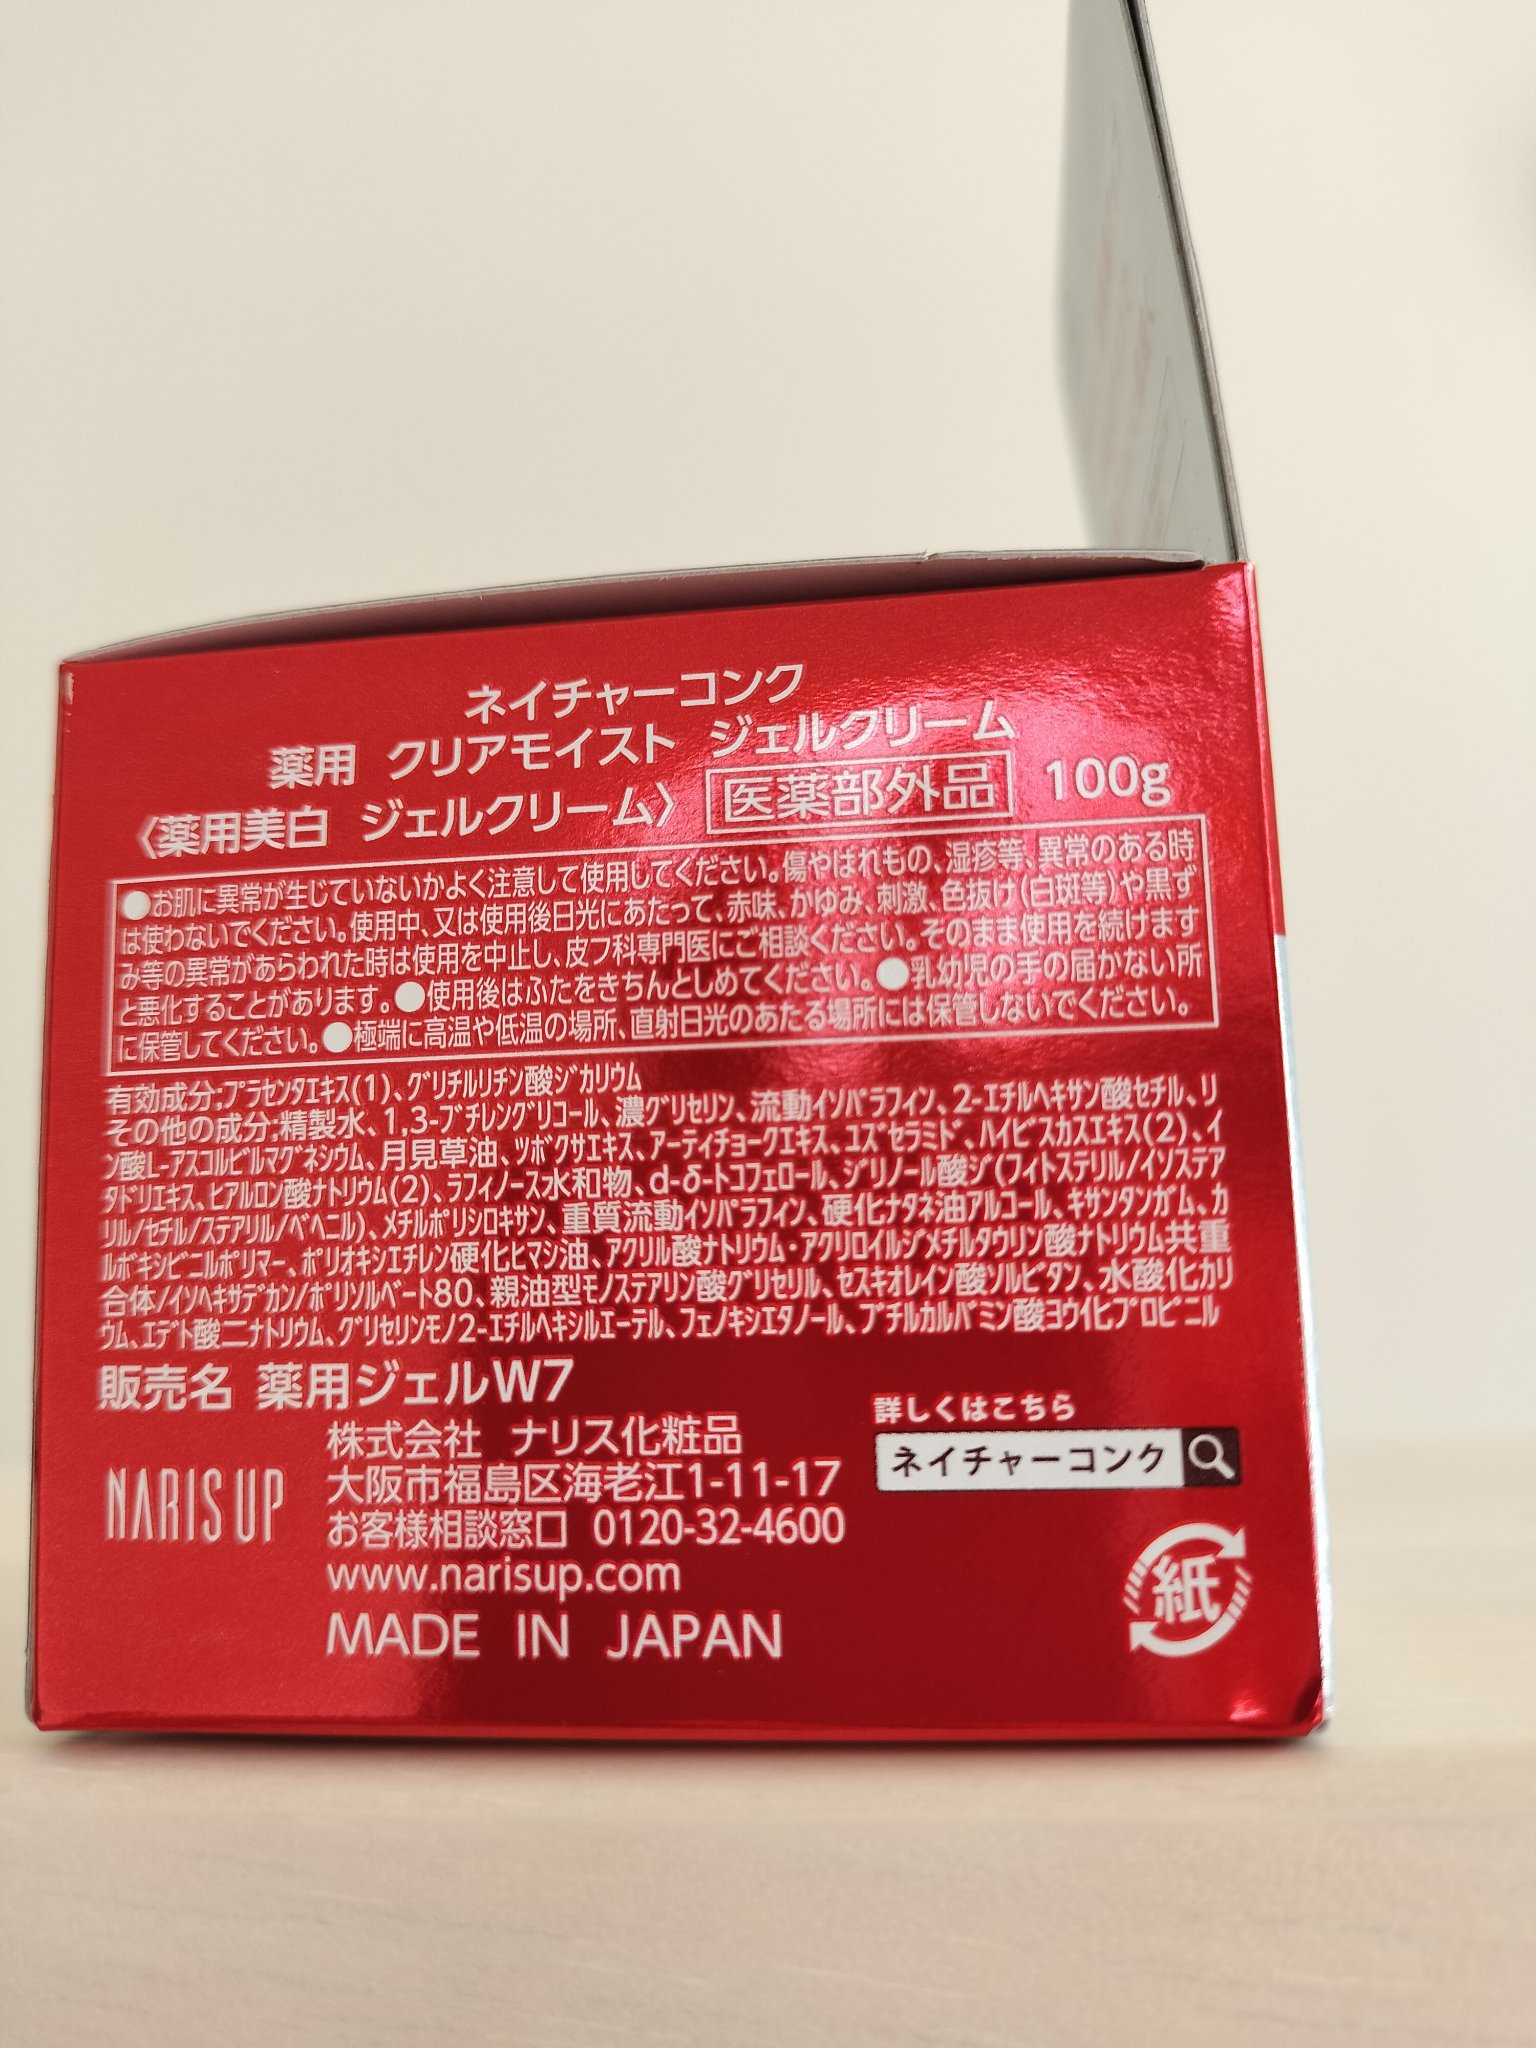 ネイチャーコンク
薬用 クリアモイスト ジェルクリーム
〈薬用美白 ジェルクリーム〉 医薬部外品 100g
●お肌に異常が生じていないかよく注意して使用してください。傷やはれもの、湿疹等、異常のある時
は使わないでください。使用中、又は使用後日光にあたって、赤味、かゆみ、刺激、色抜け(白斑等)や黒ず
み等の異常があらわれた時は使用を中止し、皮フ科専門医にご相談ください。そのまま使用を続けます
と悪化することがあります。●使用後はふたをきちんとしめてください。●乳幼児の手の届かない所
に保管してください。●極端に高温や低温の場所、直射日光のあたる場所には保管しないでください。
有効成分:プラセンタエキス(1)、グリチルリチン酸ジカリウム
その他の成分:精製水、1,3-ブチレングリコール、濃グリセリン、流動イソパラフィン、2-エチルヘキサン酸セチル、リ
ン酸L-アスコルビルマグネシウム、月見草油、ツボクサエキス、アーティチョークエキス、エズセラミド、ハイビスカスエキス(2)、イ
タドリエキス、ヒアルロン酸ナトリウム(2)、ラフィノース水和物、d-δ-トコフェロール、ジリノール酸ジ(フィトステリル/イソステア
リル/セチル/ステアリル/ベヘニル)、メチルポリシロキサン、重質流動イソパラフィン、硬化ナタネ油アルコール、キサンタンガム、カ
ルボキシビニルポリマー、ポリオキシエチレン硬化ヒマシ油、アクリル酸ナトリウム・アクリロイルジメチルタウリン酸ナトリウム共重
合体/イソヘキサデカン/ポリソルベート80、親油型モノステアリン酸グリセリル、セスキオレイン酸ソルビタン、水酸化カリ
ウム、エデト酸二ナトリウム、グリセリンモノ2-エチルヘキシルエーテル、フェノキシエタノール、ブチルカルバミン酸ヨウ化プロピニル
販売名 薬用ジェルW7
NARIS UP
株式会社 ナリス化粧品
大阪市福島区海老江1-11-17
お客様相談窓口 0120-32-4600
www.narisup.com
MADE IN JAPAN
詳しくはこちら
ネイチャーコンク
紙